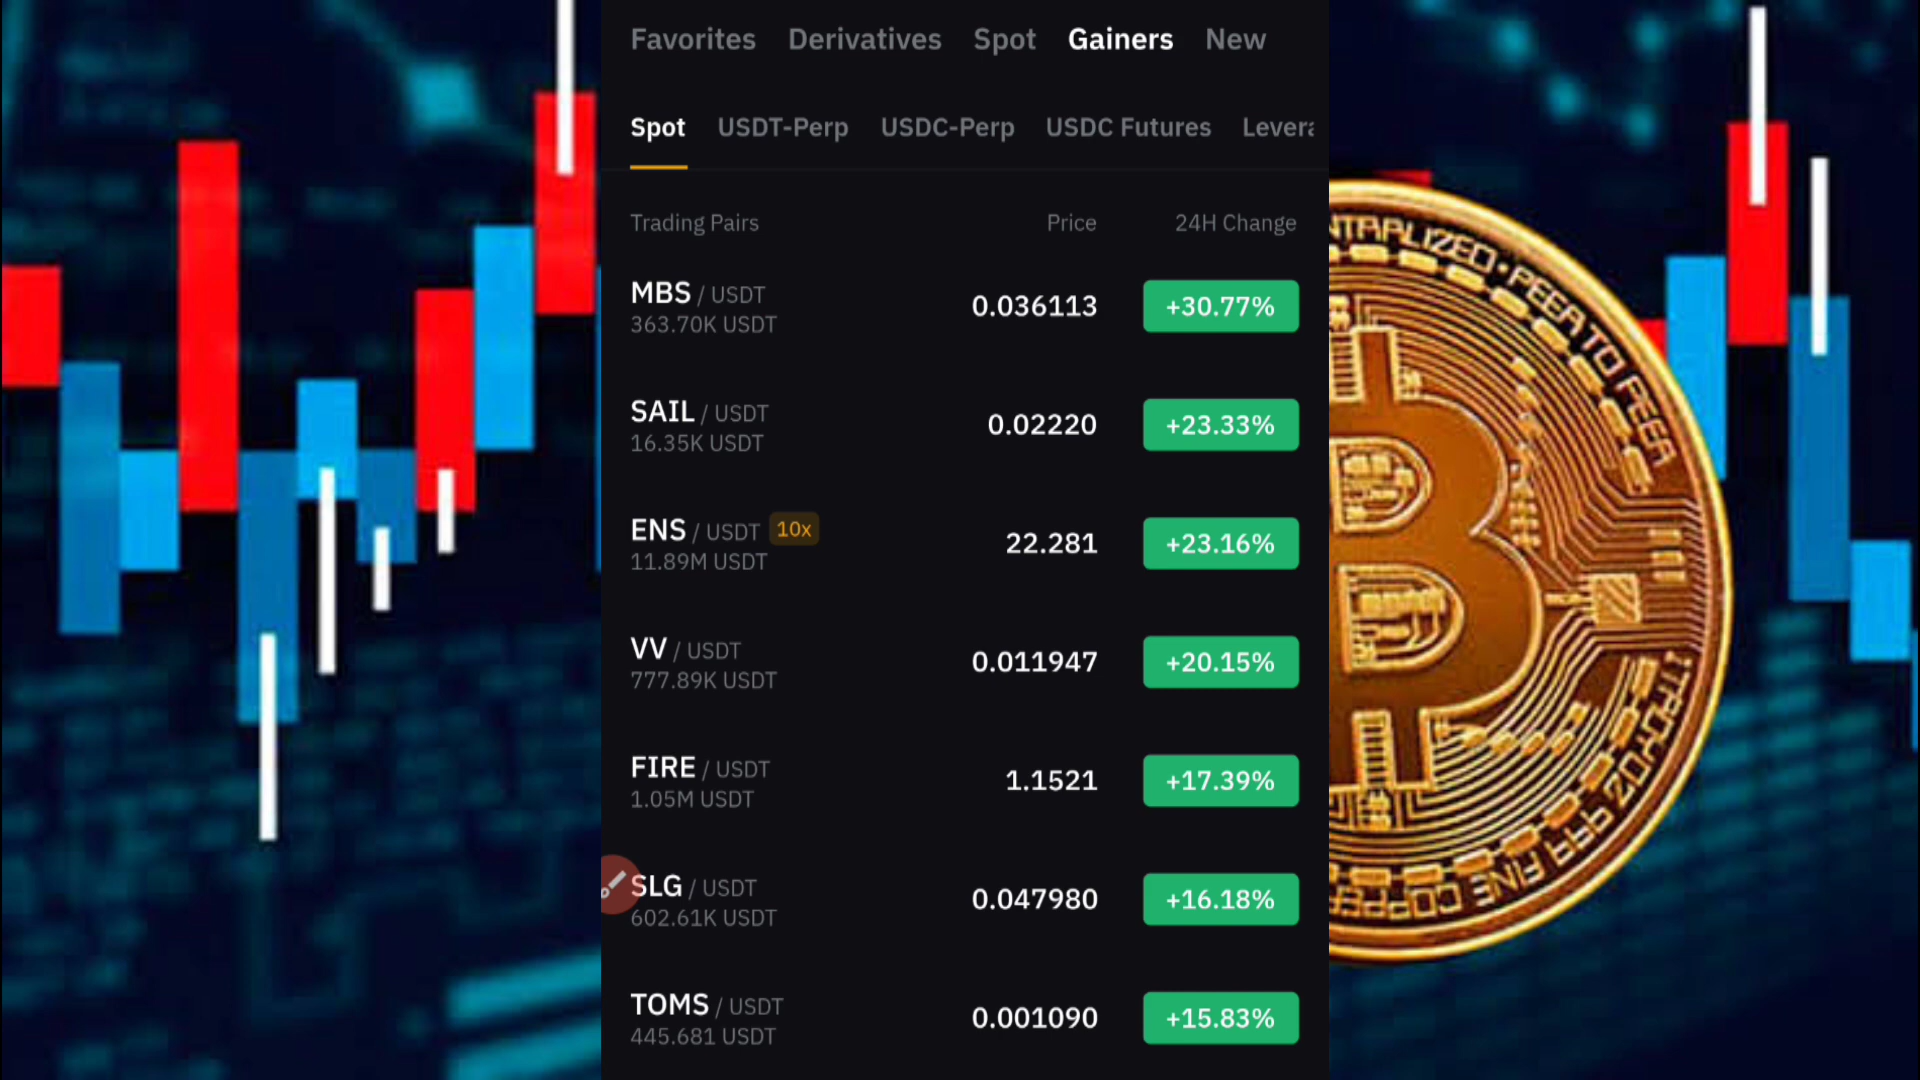 Favorites Derivatives Spot Gainers New
Spot USDT-Perp USDC-Perp USDC Futures Levera
Trading Pairs Price 24H Change
MBS / USDT 0.036113 +30.77%
363.70K USDT
SAIL / USDT 0.02220 +23.33%
16.35K USDT
ENS / USDT 10x 22.281 +23.16%
11.89M USDT
VV / USDT 0.011947 +20.15%
777.89K USDT
FIRE / USDT 1.1521 +17.39%
1.05M USDT
SLG / USDT 0.047980 +16.18%
602.61K USDT
TOMS / USDT 0.001090 +15.83%
445.681 USDT
NTRALIZED • PEER TO PEER